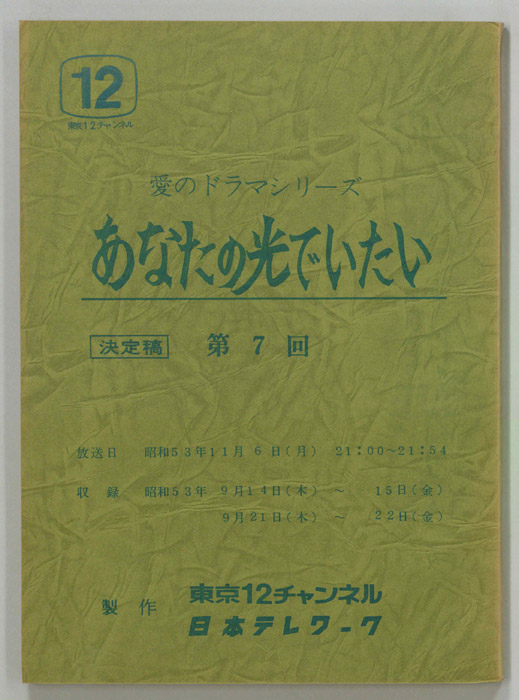 12
東京12チャンネル
愛のドラマシリーズ
あなたの光でいたい
決定稿 第7回
放送日 昭和53年11月6日(月) 21:00~21:54
収録 昭和53年 9月14日(木) ~ 15日(金)
9月21日(木) ~ 22日(金)
製作 東京12チャンネル
日本テレワーク